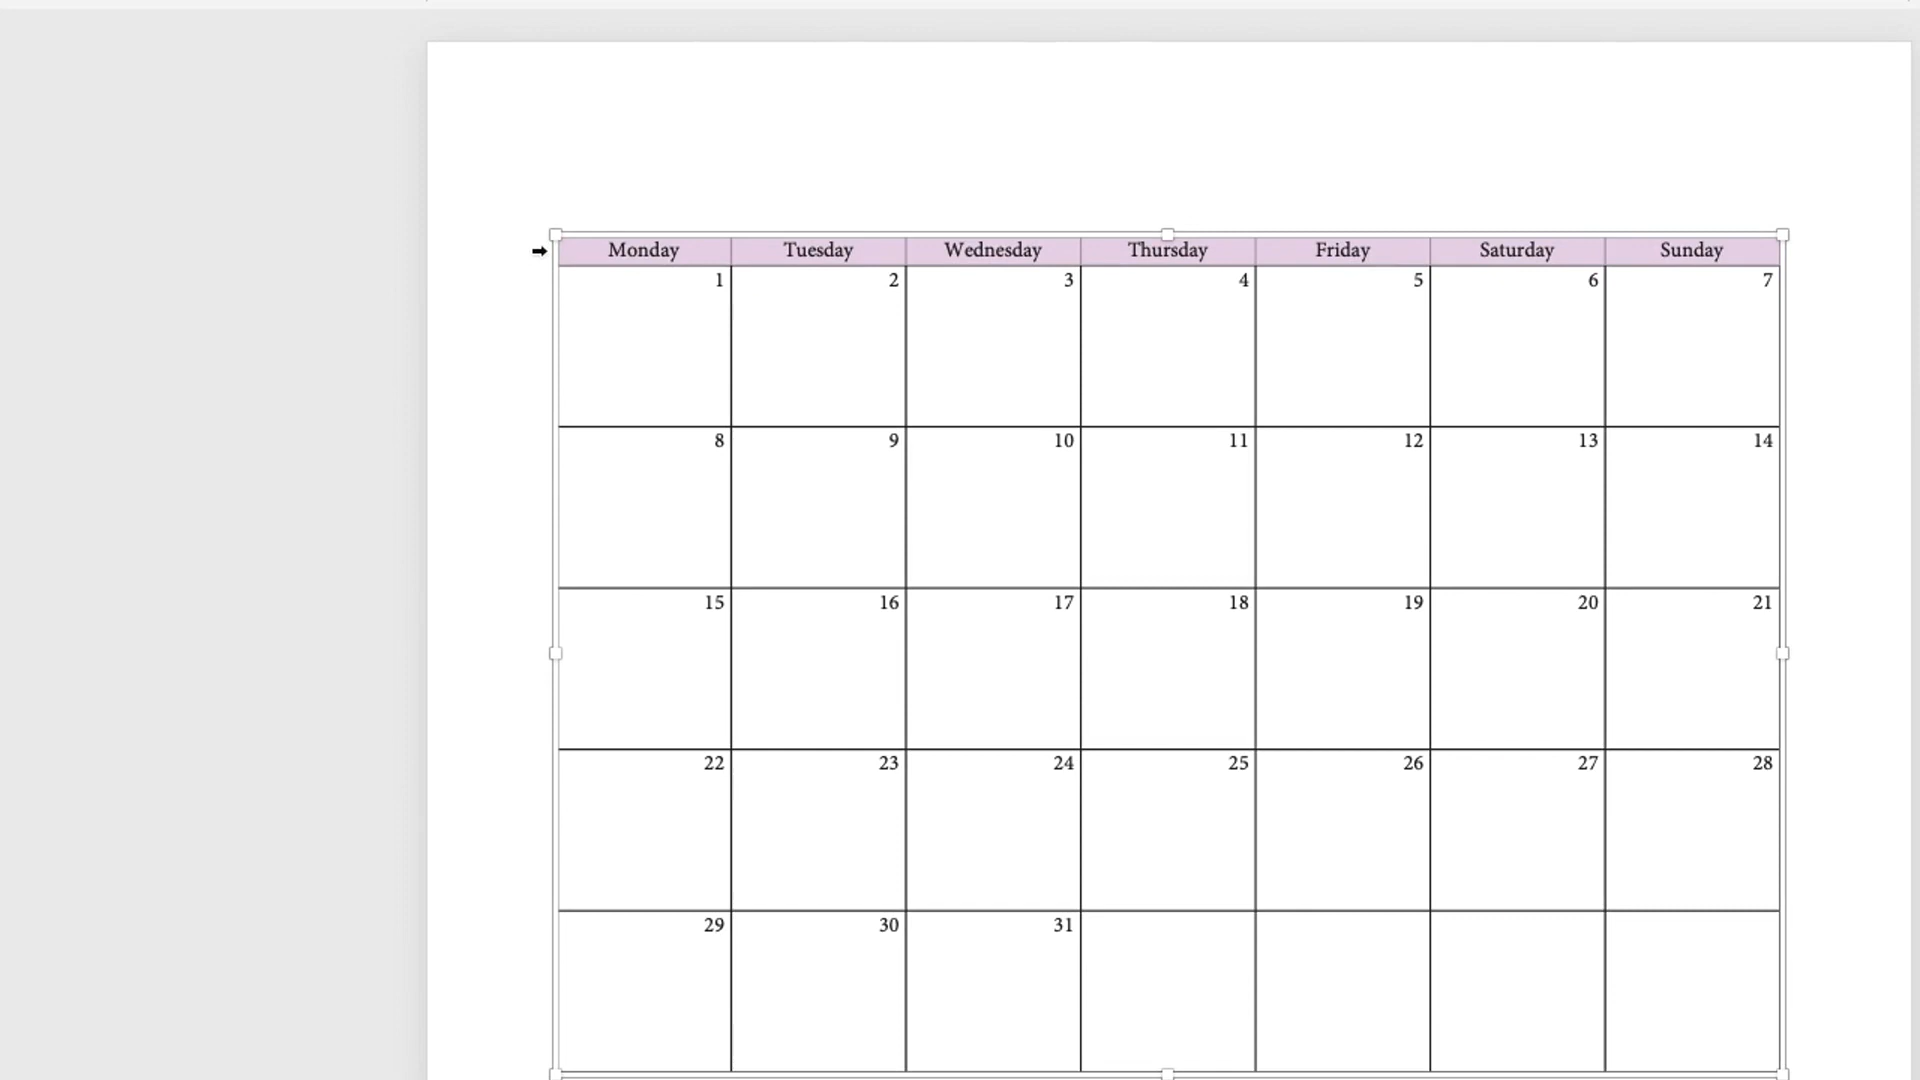 Monday Tuesday Wednesday Thursday Friday Saturday Sunday
1 2 3 4 5 6 7
8 9 10 11 12 13 14
15 16 17 18 19 20 21
22 23 24 25 26 27 28
29 30 31